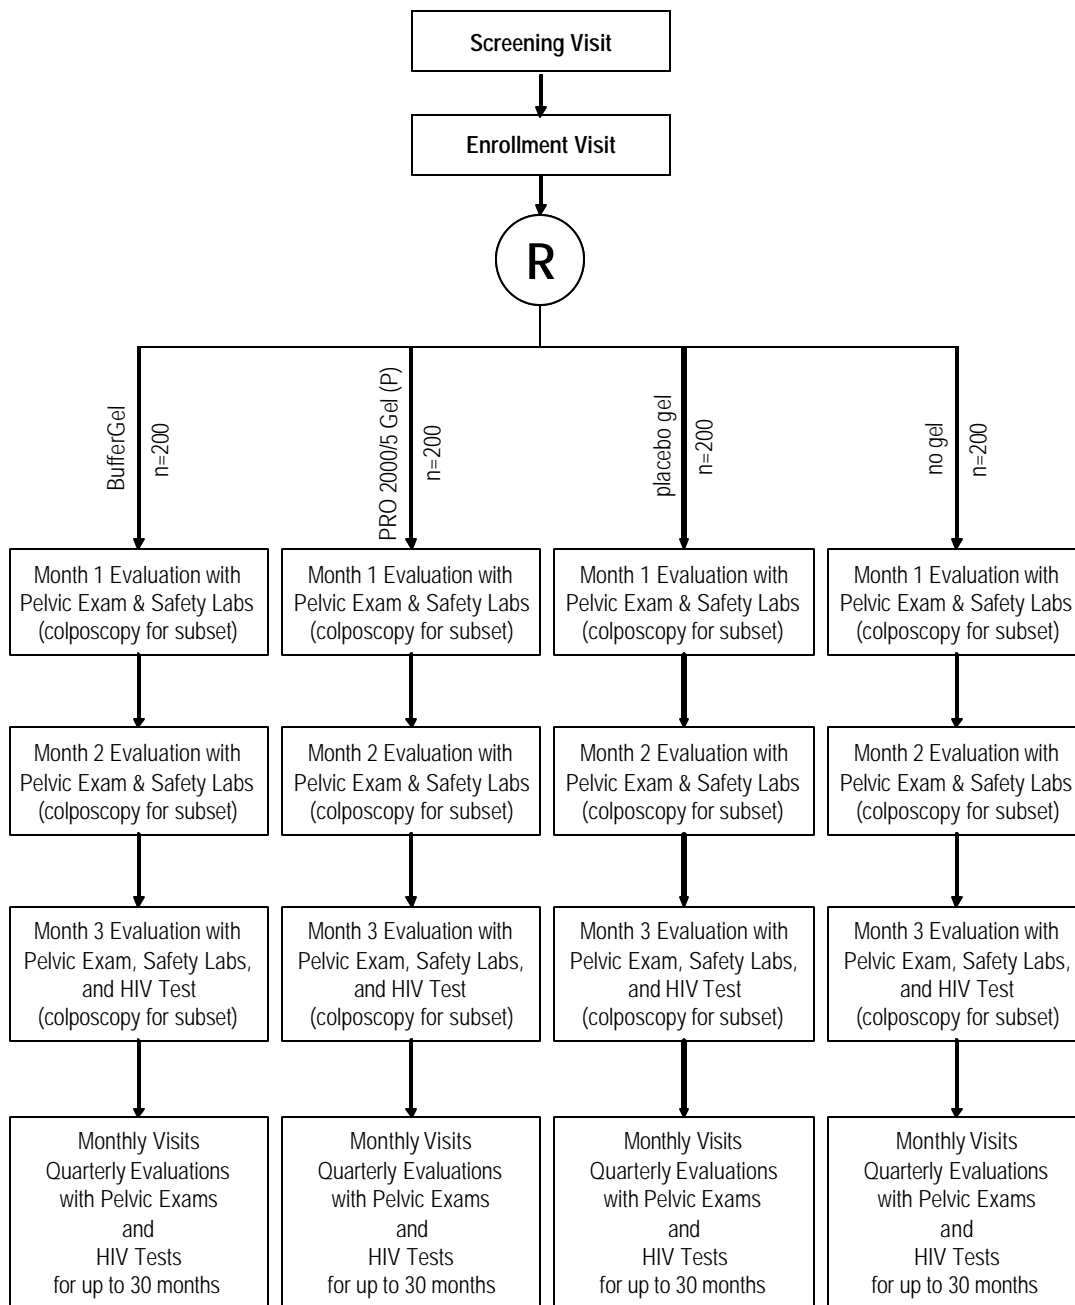 Screening Visit
Enrollment Visit
R
BufferGel
n=200
PRO 2000/5 Gel (P)
n=200
placebo gel
n=200
no gel
n=200
Month 1 Evaluation with
Pelvic Exam & Safety Labs
(colposcopy for subset)
Month 1 Evaluation with
Pelvic Exam & Safety Labs
(colposcopy for subset)
Month 1 Evaluation with
Pelvic Exam & Safety Labs
(colposcopy for subset)
Month 1 Evaluation with
Pelvic Exam & Safety Labs
(colposcopy for subset)
Month 2 Evaluation with
Pelvic Exam & Safety Labs
(colposcopy for subset)
Month 2 Evaluation with
Pelvic Exam & Safety Labs
(colposcopy for subset)
Month 2 Evaluation with
Pelvic Exam & Safety Labs
(colposcopy for subset)
Month 2 Evaluation with
Pelvic Exam & Safety Labs
(colposcopy for subset)
Month 3 Evaluation with
Pelvic Exam, Safety Labs,
and HIV Test
(colposcopy for subset)
Month 3 Evaluation with
Pelvic Exam, Safety Labs,
and HIV Test
(colposcopy for subset)
Month 3 Evaluation with
Pelvic Exam, Safety Labs,
and HIV Test
(colposcopy for subset)
Month 3 Evaluation with
Pelvic Exam, Safety Labs,
and HIV Test
(colposcopy for subset)
Monthly Visits
Quarterly Evaluations
with Pelvic Exams
and
HIV Tests
for up to 30 months
Monthly Visits
Quarterly Evaluations
with Pelvic Exams
and
HIV Tests
for up to 30 months
Monthly Visits
Quarterly Evaluations
with Pelvic Exams
and
HIV Tests
for up to 30 months
Monthly Visits
Quarterly Evaluations
with Pelvic Exams
and
HIV Tests
for up to 30 months